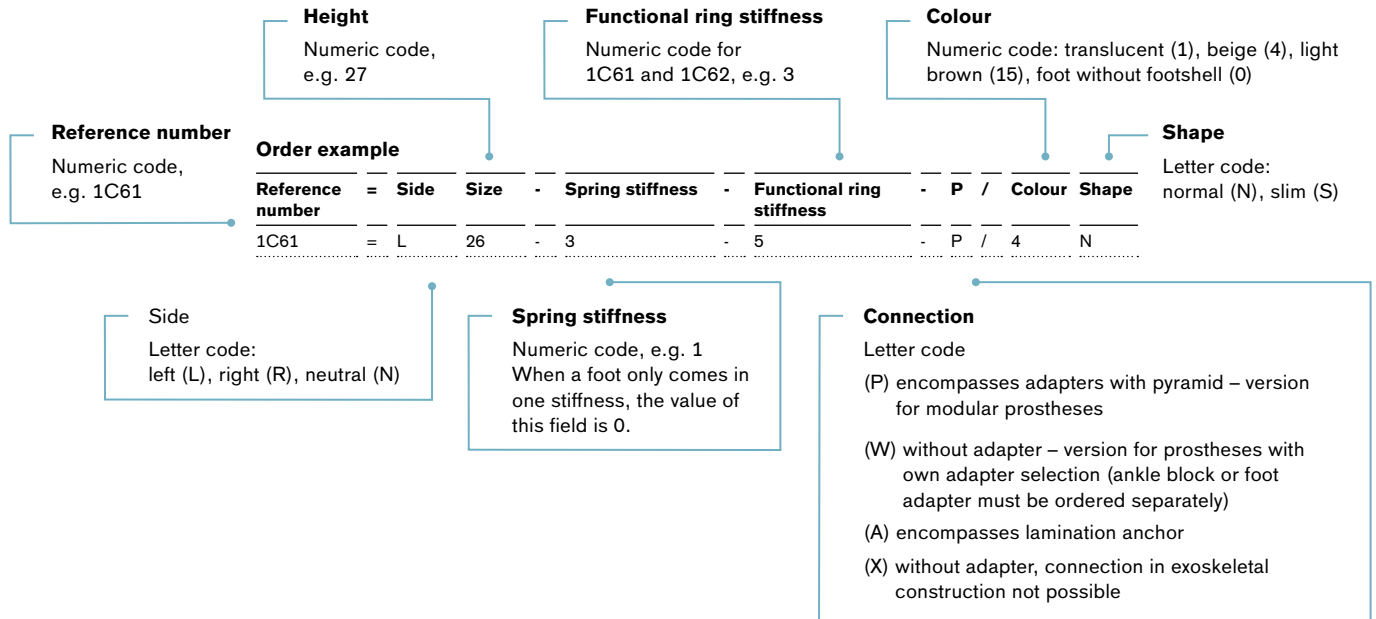 Height
Numeric code,
e.g. 27
Functional ring stiffness
Numeric code for
1C61 and 1C62, e.g. 3
Colour
Numeric code: translucent (1), beige (4), light
brown (15), foot without footshell (0)
Reference number
Numeric code,
e.g. 1C61
Shape
Letter code:
normal (N), slim (S)
Order example
Reference = Side Size - Spring stiffness - Functional ring - P / Colour Shape
number stiffness
1C61 = L 26 - 3 - 5 - P / 4 N
Side
Letter code:
left (L), right (R), neutral (N)
Spring stiffness
Numeric code, e.g. 1
When a foot only comes in
one stiffness, the value of
this field is 0.
Connection
Letter code
(P) encompasses adapters with pyramid – version
for modular prostheses
(W) without adapter – version for prostheses with
own adapter selection (ankle block or foot
adapter must be ordered separately)
(A) encompasses lamination anchor
(X) without adapter, connection in exoskeletal
construction not possible